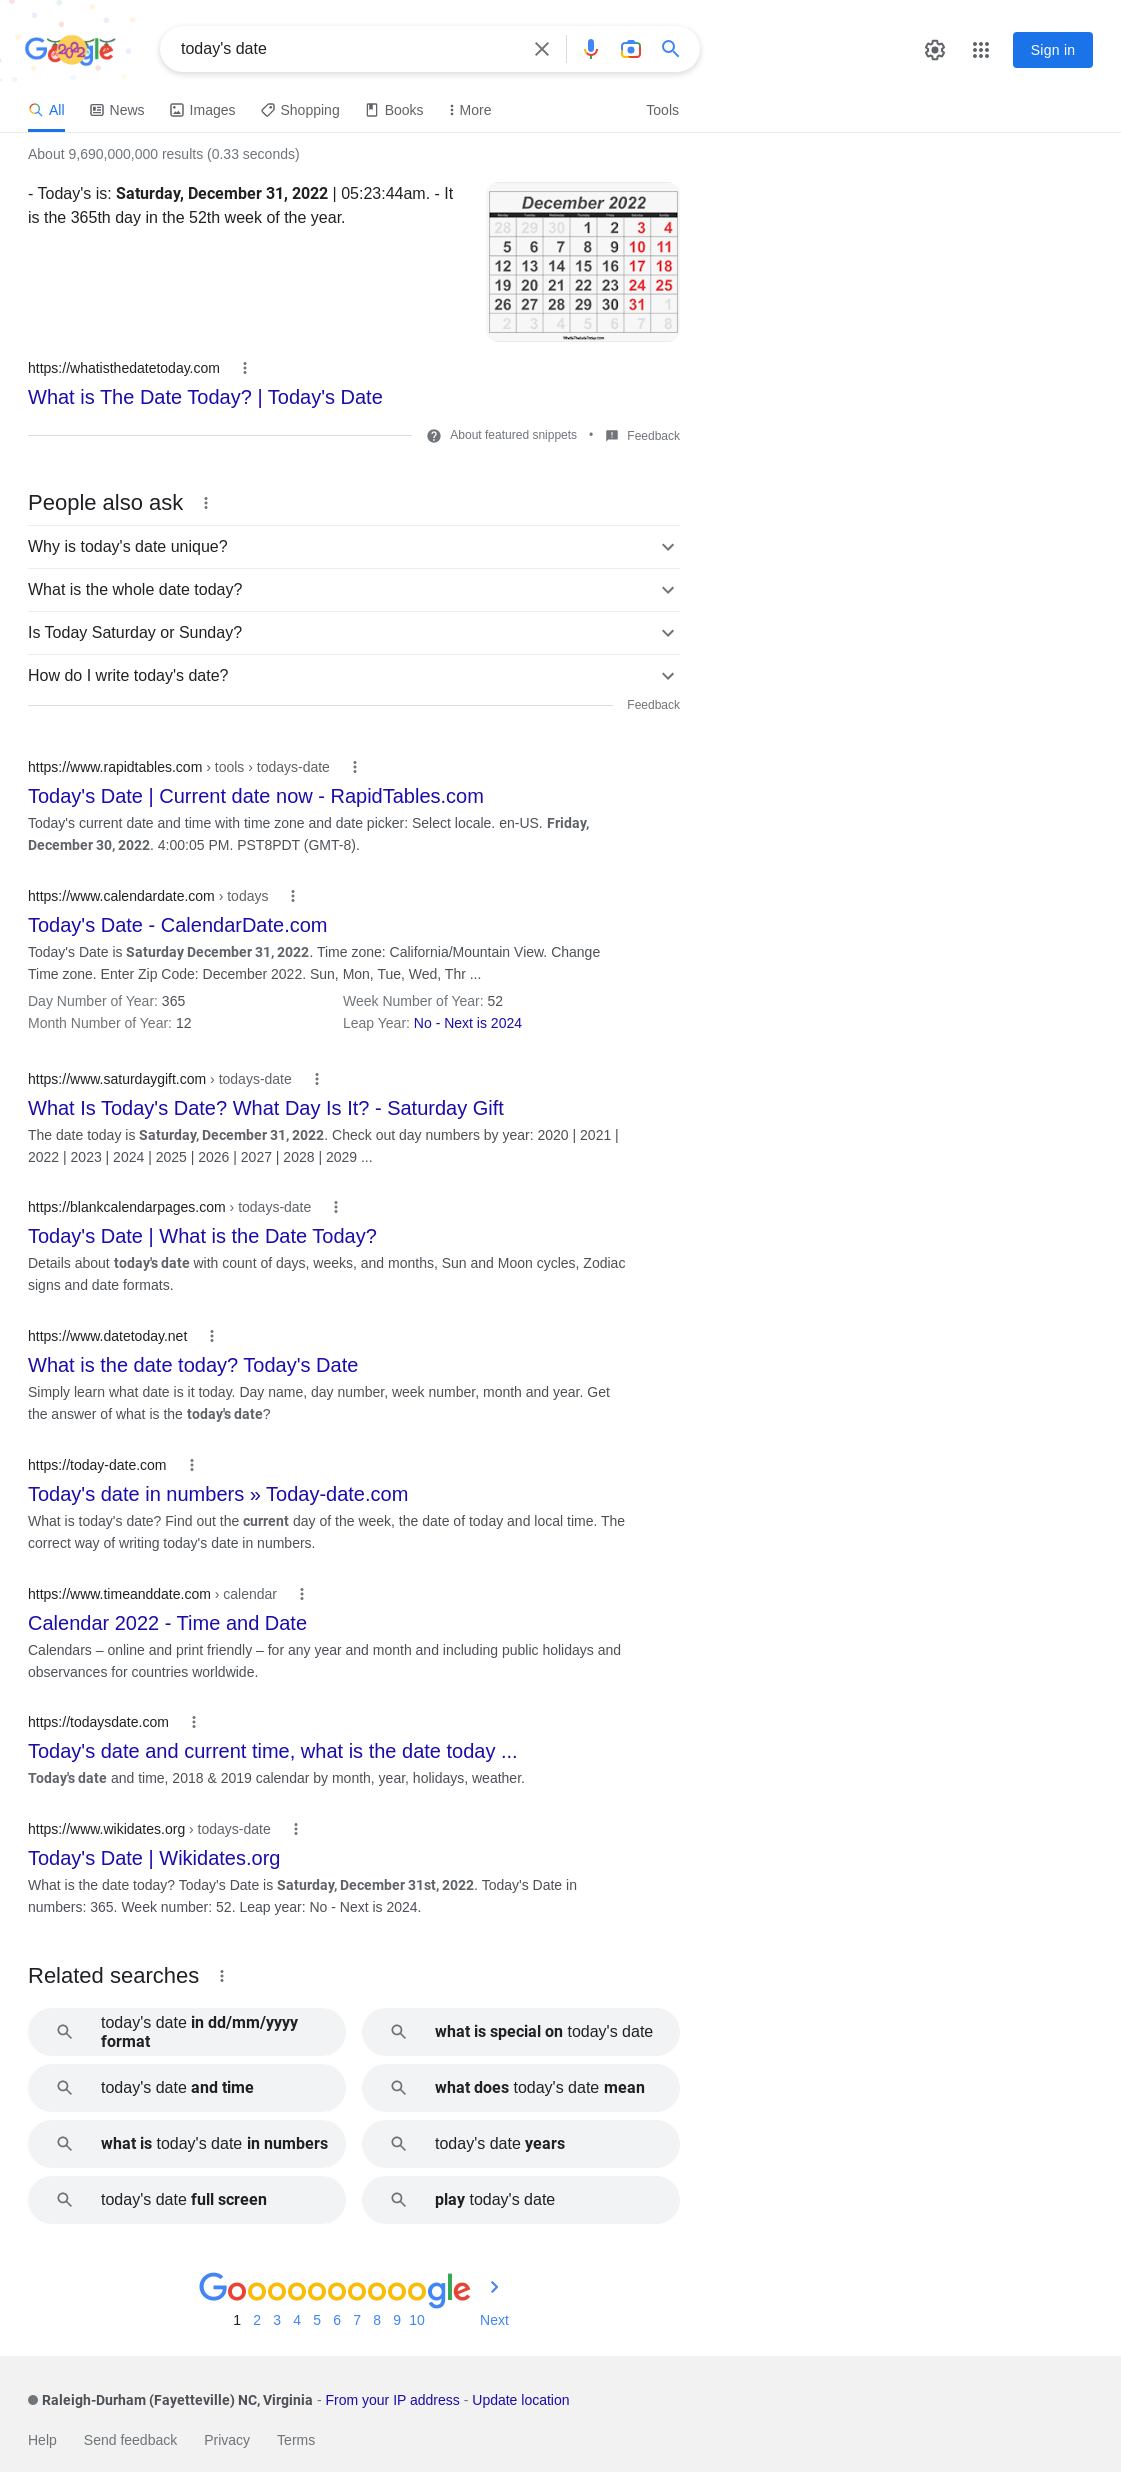 Google
today's date
Sign in
All News Images Shopping Books More Tools
About 9,690,000,000 results (0.33 seconds)
- Today's is: Saturday, December 31, 2022 | 05:23:44am. - It
is the 365th day in the 52th week of the year.
December 2022
Monday Tuesday Wednesday Thursday Friday Saturday Sunday
28 29 30 1 2 3 4
5 6 7 8 9 10 11
12 13 14 15 16 17 18
19 20 21 22 23 24 25
26 27 28 29 30 31 1
2 3 4 5 6 7 8
WhatIsTheDateToday.Com
https://whatisthedatetoday.com
What is The Date Today? | Today's Date
About featured snippets • Feedback
People also ask
Why is today's date unique?
What is the whole date today?
Is Today Saturday or Sunday?
How do I write today's date?
Feedback
https://www.rapidtables.com › tools › todays-date
Today's Date | Current date now - RapidTables.com
Today's current date and time with time zone and date picker: Select locale. en-US. Friday,
December 30, 2022. 4:00:05 PM. PST8PDT (GMT-8).
https://www.calendardate.com › todays
Today's Date - CalendarDate.com
Today's Date is Saturday December 31, 2022. Time zone: California/Mountain View. Change
Time zone. Enter Zip Code: December 2022. Sun, Mon, Tue, Wed, Thr ...
Day Number of Year: 365 Week Number of Year: 52
Month Number of Year: 12 Leap Year: No - Next is 2024
https://www.saturdaygift.com › todays-date
What Is Today's Date? What Day Is It? - Saturday Gift
The date today is Saturday, December 31, 2022. Check out day numbers by year: 2020 | 2021 |
2022 | 2023 | 2024 | 2025 | 2026 | 2027 | 2028 | 2029 ...
https://blankcalendarpages.com › todays-date
Today's Date | What is the Date Today?
Details about today's date with count of days, weeks, and months, Sun and Moon cycles, Zodiac
signs and date formats.
https://www.datetoday.net
What is the date today? Today's Date
Simply learn what date is it today. Day name, day number, week number, month and year. Get
the answer of what is the today's date?
https://today-date.com
Today's date in numbers » Today-date.com
What is today's date? Find out the current day of the week, the date of today and local time. The
correct way of writing today's date in numbers.
https://www.timeanddate.com › calendar
Calendar 2022 - Time and Date
Calendars – online and print friendly – for any year and month and including public holidays and
observances for countries worldwide.
https://todaysdate.com
Today's date and current time, what is the date today ...
Today's date and time, 2018 & 2019 calendar by month, year, holidays, weather.
https://www.wikidates.org › todays-date
Today's Date | Wikidates.org
What is the date today? Today's Date is Saturday, December 31st, 2022. Today's Date in
numbers: 365. Week number: 52. Leap year: No - Next is 2024.
Related searches
today's date in dd/mm/yyyy
format
what is special on today's date
today's date and time
what does today's date mean
what is today's date in numbers
today's date years
today's date full screen
play today's date
Goooooooooogle
1 2 3 4 5 6 7 8 9 10 Next
Raleigh-Durham (Fayetteville) NC, Virginia - From your IP address - Update location
Help Send feedback Privacy Terms